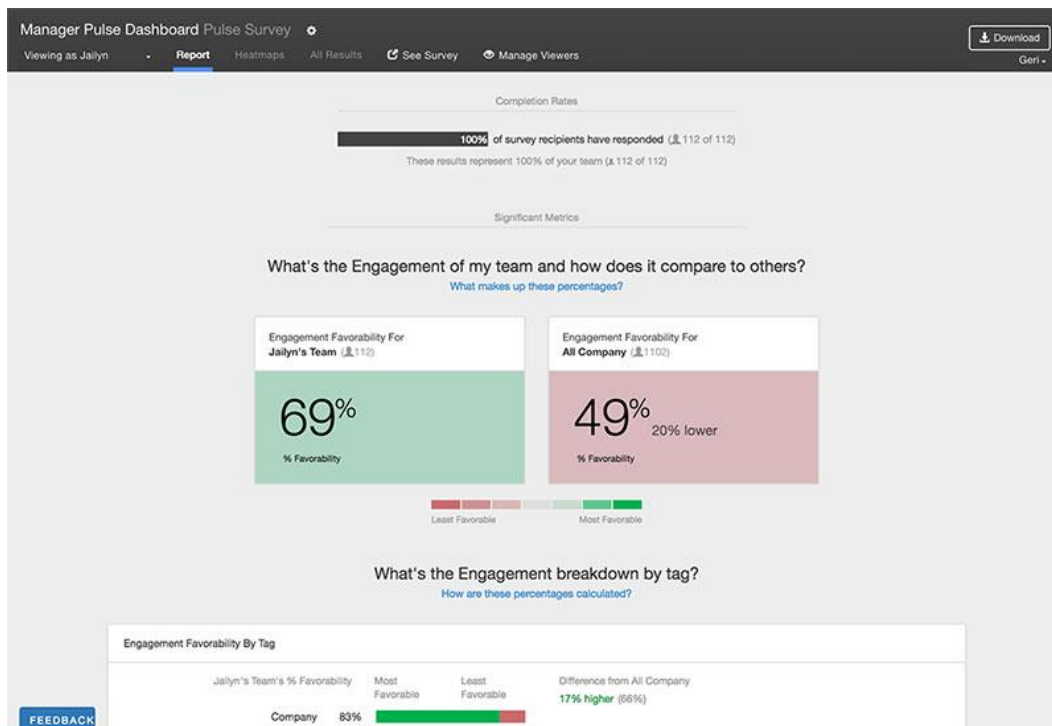 Manager Pulse Dashboard Pulse Survey
Download
Viewing as Jailyn Report Heatmaps All Results See Survey Manage Viewers Geri
Completion Rates
100% of survey recipients have responded (112 of 112)
These results represent 100% of your team (112 of 112)
Significant Metrics
What's the Engagement of my team and how does it compare to others?
What makes up these percentages?
Engagement Favorability For
Jailyn's Team (112)
69%
% Favorability
Engagement Favorability For
All Company (1102)
49% 20% lower
% Favorability
Least Favorable Most Favorable
What's the Engagement breakdown by tag?
How are these percentages calculated?
Engagement Favorability By Tag
Jailyn's Team's % Favorability
Most
Favorable
Least
Favorable
Difference from All Company
17% higher (66%)
Company 83%
FEEDBACK